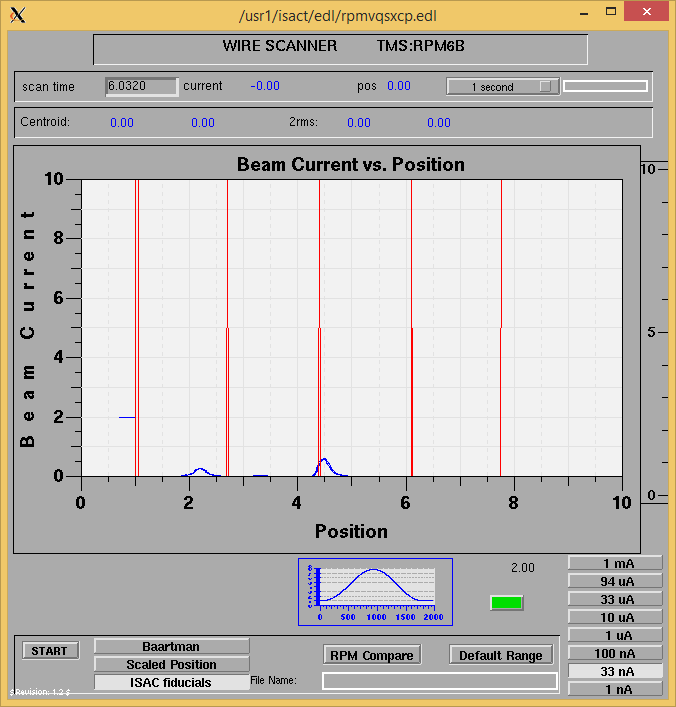 /usr1/isact/edl/rpmvqsxcp.edl
WIRE SCANNER TMS:RPM6B
scan time 6.0320 current -0.00 pos 0.00 1 second
Centroid: 0.00 0.00 2rms: 0.00 0.00
Beam Current vs. Position
10
8
6
4
2
0
Beam Current
0 2 4 6 8 10
Position
10
5
0
8
0 500 1000 1500 2000
2.00
1 mA
94 uA
33 uA
10 uA
1 uA
100 nA
33 nA
1 nA
START
Baartman
Scaled Position
ISAC fiducials
RPM Compare
Default Range
File Name:
$Revision: 1.2 $